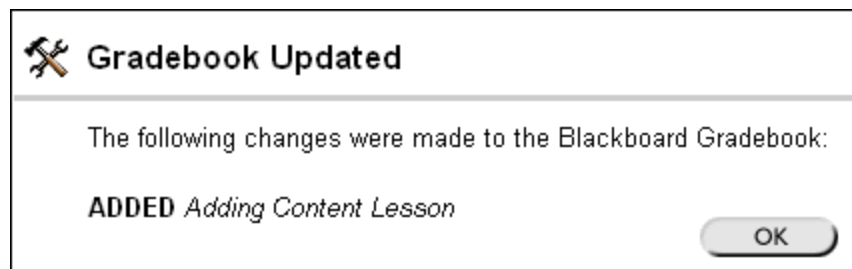 Gradebook Updated
The following changes were made to the Blackboard Gradebook:
ADDED Adding Content Lesson
OK